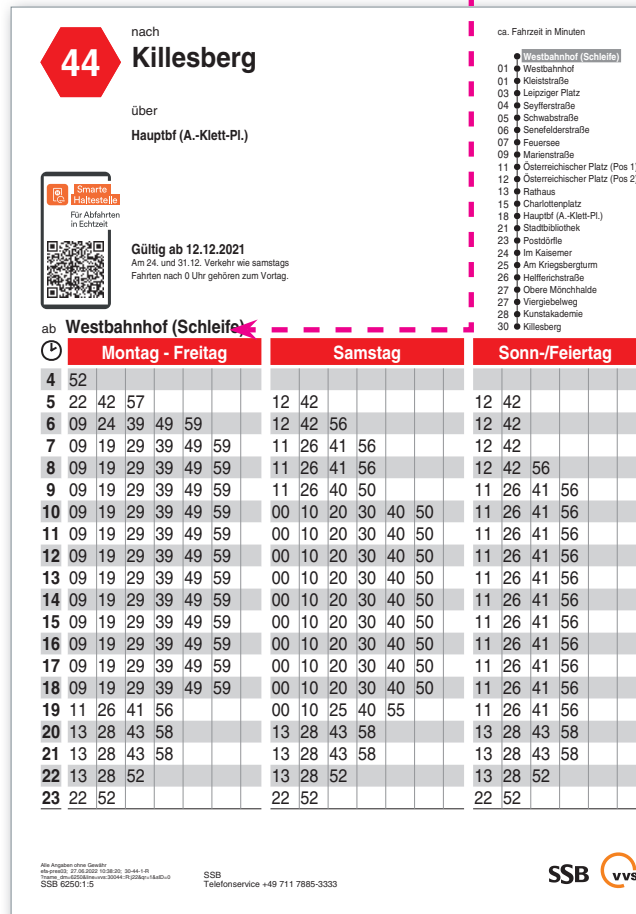 44
nach
Killesberg
über
Hauptbf (A.-Klett-Pl.)
Smarte
Haltestelle
Für Abfahrten
in Echtzeit
Gültig ab 12.12.2021
Am 24. und 31.12. Verkehr wie samstags
Fahrten nach 0 Uhr gehören zum Vortag.
ca. Fahrzeit in Minuten
Westbahnhof (Schleife)
01 Westbahnhof
01 Kleiststraße
03 Leipziger Platz
04 Seyfferstraße
05 Schwabstraße
06 Senefelderstraße
07 Feuersee
09 Marienstraße
11 Österreichischer Platz (Pos 1)
12 Österreichischer Platz (Pos 2)
13 Rathaus
15 Charlottenplatz
18 Hauptbf (A.-Klett-Pl.)
21 Stadtbibliothek
23 Postdörfle
24 Im Kaisemer
25 Am Kriegsbergturm
26 Helfferichstraße
27 Obere Mönchhalde
27 Viergiebelweg
28 Kunstakademie
30 Killesberg
ab Westbahnhof (Schleife)
Montag - Freitag Samstag Sonn-/Feiertag
4 52
5 22 42 57 12 42 12 42
6 09 24 39 49 59 12 42 56 12 42
7 09 19 29 39 49 59 11 26 41 56 12 42
8 09 19 29 39 49 59 11 26 41 56 12 42 56
9 09 19 29 39 49 59 11 26 40 50 11 26 41 56
10 09 19 29 39 49 59 00 10 20 30 40 50 11 26 41 56
11 09 19 29 39 49 59 00 10 20 30 40 50 11 26 41 56
12 09 19 29 39 49 59 00 10 20 30 40 50 11 26 41 56
13 09 19 29 39 49 59 00 10 20 30 40 50 11 26 41 56
14 09 19 29 39 49 59 00 10 20 30 40 50 11 26 41 56
15 09 19 29 39 49 59 00 10 20 30 40 50 11 26 41 56
16 09 19 29 39 49 59 00 10 20 30 40 50 11 26 41 56
17 09 19 29 39 49 59 00 10 20 30 40 50 11 26 41 56
18 09 19 29 39 49 59 00 10 20 30 40 50 11 26 41 56
19 11 26 41 56 00 10 25 40 55 11 26 41 56
20 13 28 43 58 13 28 43 58 13 28 43 58
21 13 28 43 58 13 28 43 58 13 28 43 58
22 13 28 52 13 28 52 13 28 52
23 22 52 22 52 22 52
Alle Angaben ohne Gewähr
27.06.2022 10:38:20; 30-44-1-R
SSB 6250:1:5
SSB
Telefonservice +49 711 7885-3333
SSB vvs